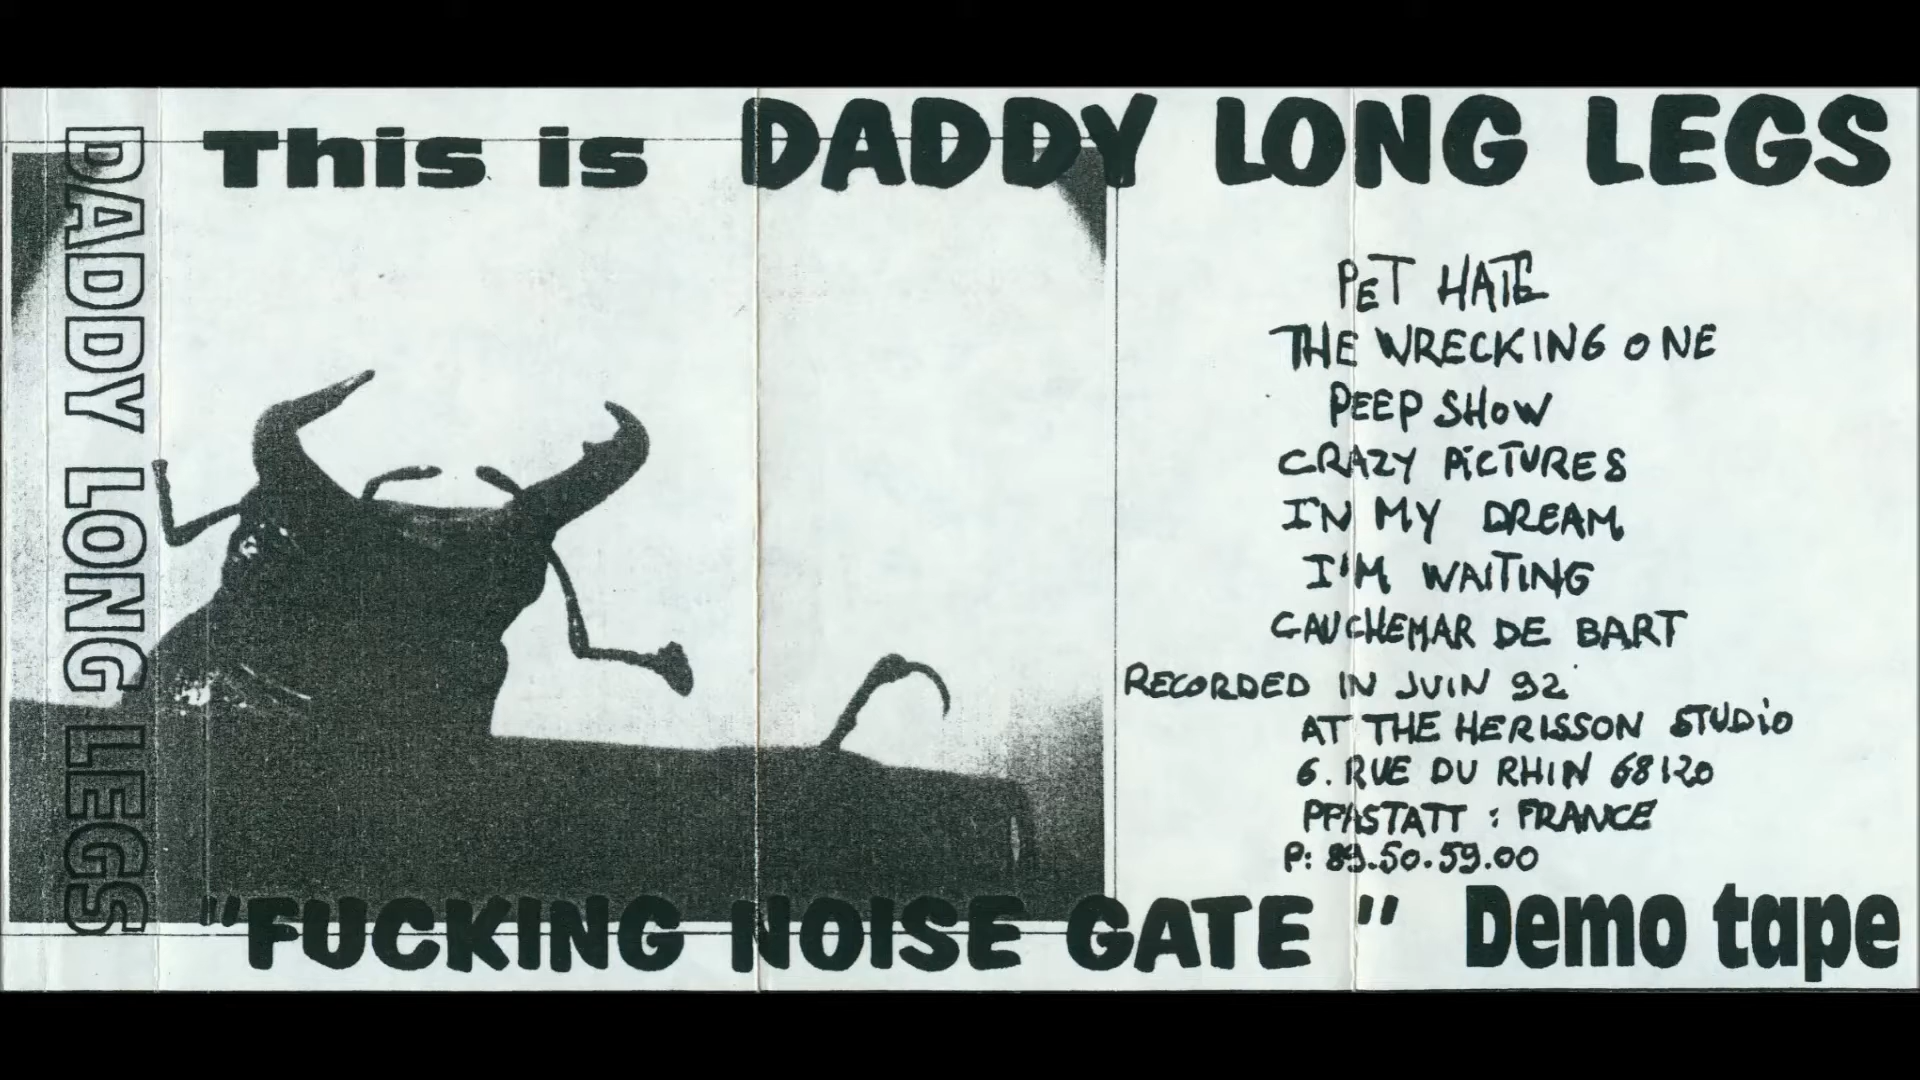 DADDY LONG LEGS
This is DADDY LONG LEGS
PET HATE
THE WRECKING ONE
PEEP SHOW
CRAZY PICTURES
IN MY DREAM
I'M WAITING
CAUCHEMAR DE BART
RECORDED IN JUIN 92
AT THE HERISSON STUDIO
6. RUE DU RHIN 68120
PFASTATT : FRANCE
P: 89.50.59.00
"FUCKING NOISE GATE" Demo tape